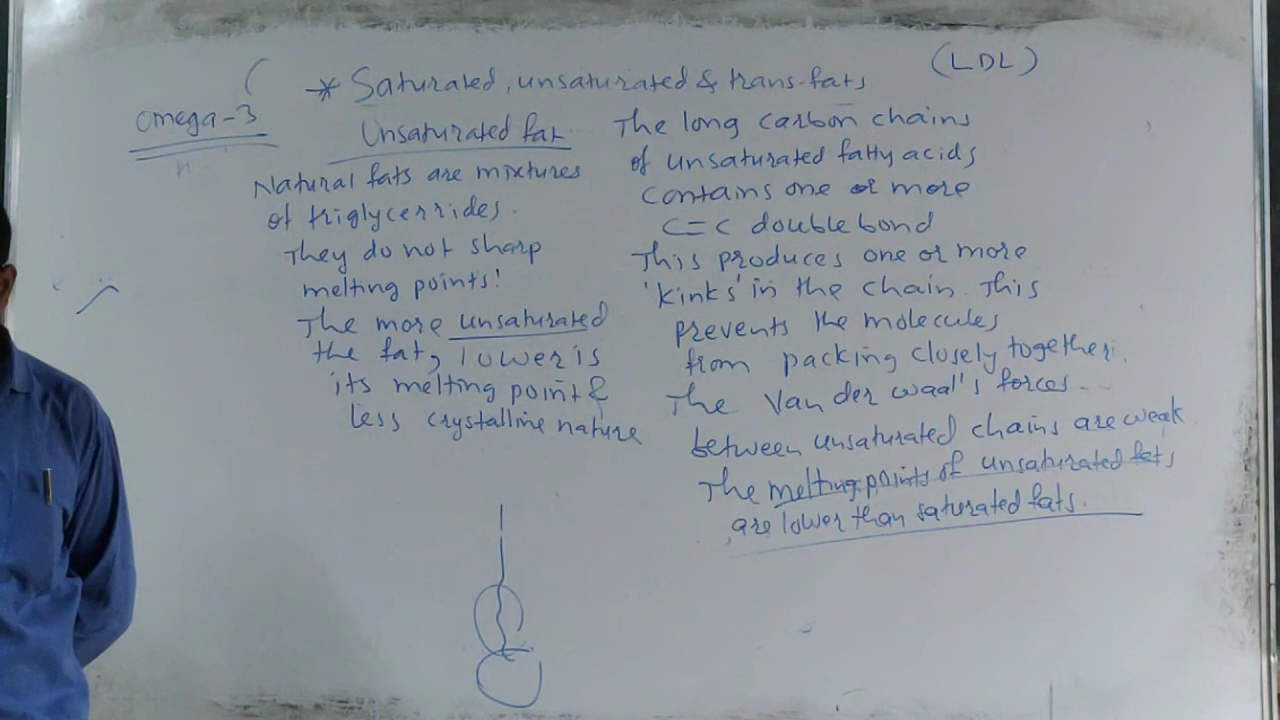 * Saturated, unsaturated & trans-fats
(LDL)
omega-3
Unsaturated fat
Natural fats are mixtures
of triglycerrides.
They do not sharp
melting points!
The more unsaturated
the fat, lower is
its melting point &
less crystalline nature
The long carbon chains
of unsaturated fatty acids
contains one or more
C=C double bond
This produces one or more
'kinks' in the chain. This
prevents the molecules
from packing closely together.
The Van der waal's forces--
between unsaturated chains are weak
The melting points of unsaturated fats
are lower than saturated fats.